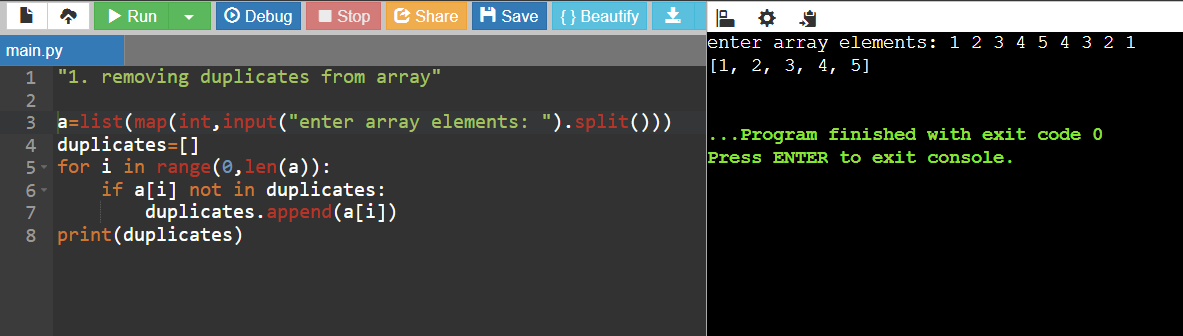 Run Debug Stop Share Save { } Beautify
main.py
1 "1. removing duplicates from array"
2
3 a=list(map(int,input("enter array elements: ").split()))
4 duplicates=[]
5 for i in range(0,len(a)):
6     if a[i] not in duplicates:
7         duplicates.append(a[i])
8 print(duplicates)
enter array elements: 1 2 3 4 5 4 3 2 1
[1, 2, 3, 4, 5]
...Program finished with exit code 0
Press ENTER to exit console.